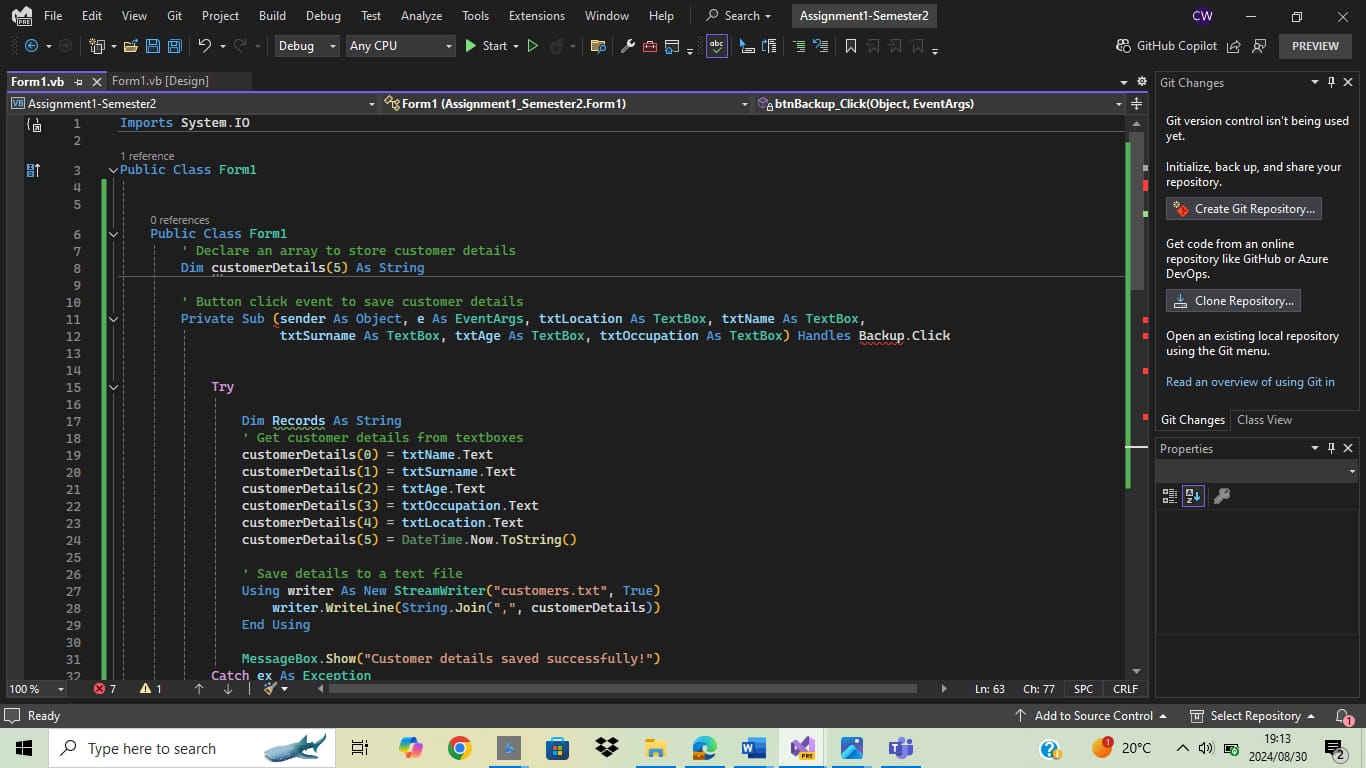 File Edit View Git Project Build Debug Test Analyze Tools Extensions Window Help Search Assignment1-Semester2 CW
Debug Any CPU Start GitHub Copilot PREVIEW
Form1.vb Form1.vb [Design]
Assignment1-Semester2 Form1 (Assignment1_Semester2.Form1) btnBackup_Click(Object, EventArgs)
1 Imports System.IO
2
1 reference
3 Public Class Form1
4
5
0 references
6 Public Class Form1
7 ' Declare an array to store customer details
8 Dim customerDetails(5) As String
9
10 ' Button click event to save customer details
11 Private Sub (sender As Object, e As EventArgs, txtLocation As TextBox, txtName As TextBox,
12 txtSurname As TextBox, txtAge As TextBox, txtOccupation As TextBox) Handles Backup.Click
13
14
15 Try
16
17 Dim Records As String
18 ' Get customer details from textboxes
19 customerDetails(0) = txtName.Text
20 customerDetails(1) = txtSurname.Text
21 customerDetails(2) = txtAge.Text
22 customerDetails(3) = txtOccupation.Text
23 customerDetails(4) = txtLocation.Text
24 customerDetails(5) = DateTime.Now.ToString()
25
26 ' Save details to a text file
27 Using writer As New StreamWriter("customers.txt", True)
28 writer.WriteLine(String.Join(",", customerDetails))
29 End Using
30
31 MessageBox.Show("Customer details saved successfully!")
32 Catch ex As Exception
100 % 7 1 Ln: 63 Ch: 77 SPC CRLF
Git Changes
Git version control isn't being used
yet.
Initialize, back up, and share your
repository.
Create Git Repository...
Get code from an online
repository like GitHub or Azure
DevOps.
Clone Repository...
Open an existing local repository
using the Git menu.
Read an overview of using Git in
Git Changes Class View
Properties
Ready Add to Source Control Select Repository 1
Type here to search 1 20°C 19:13
2024/08/30 2